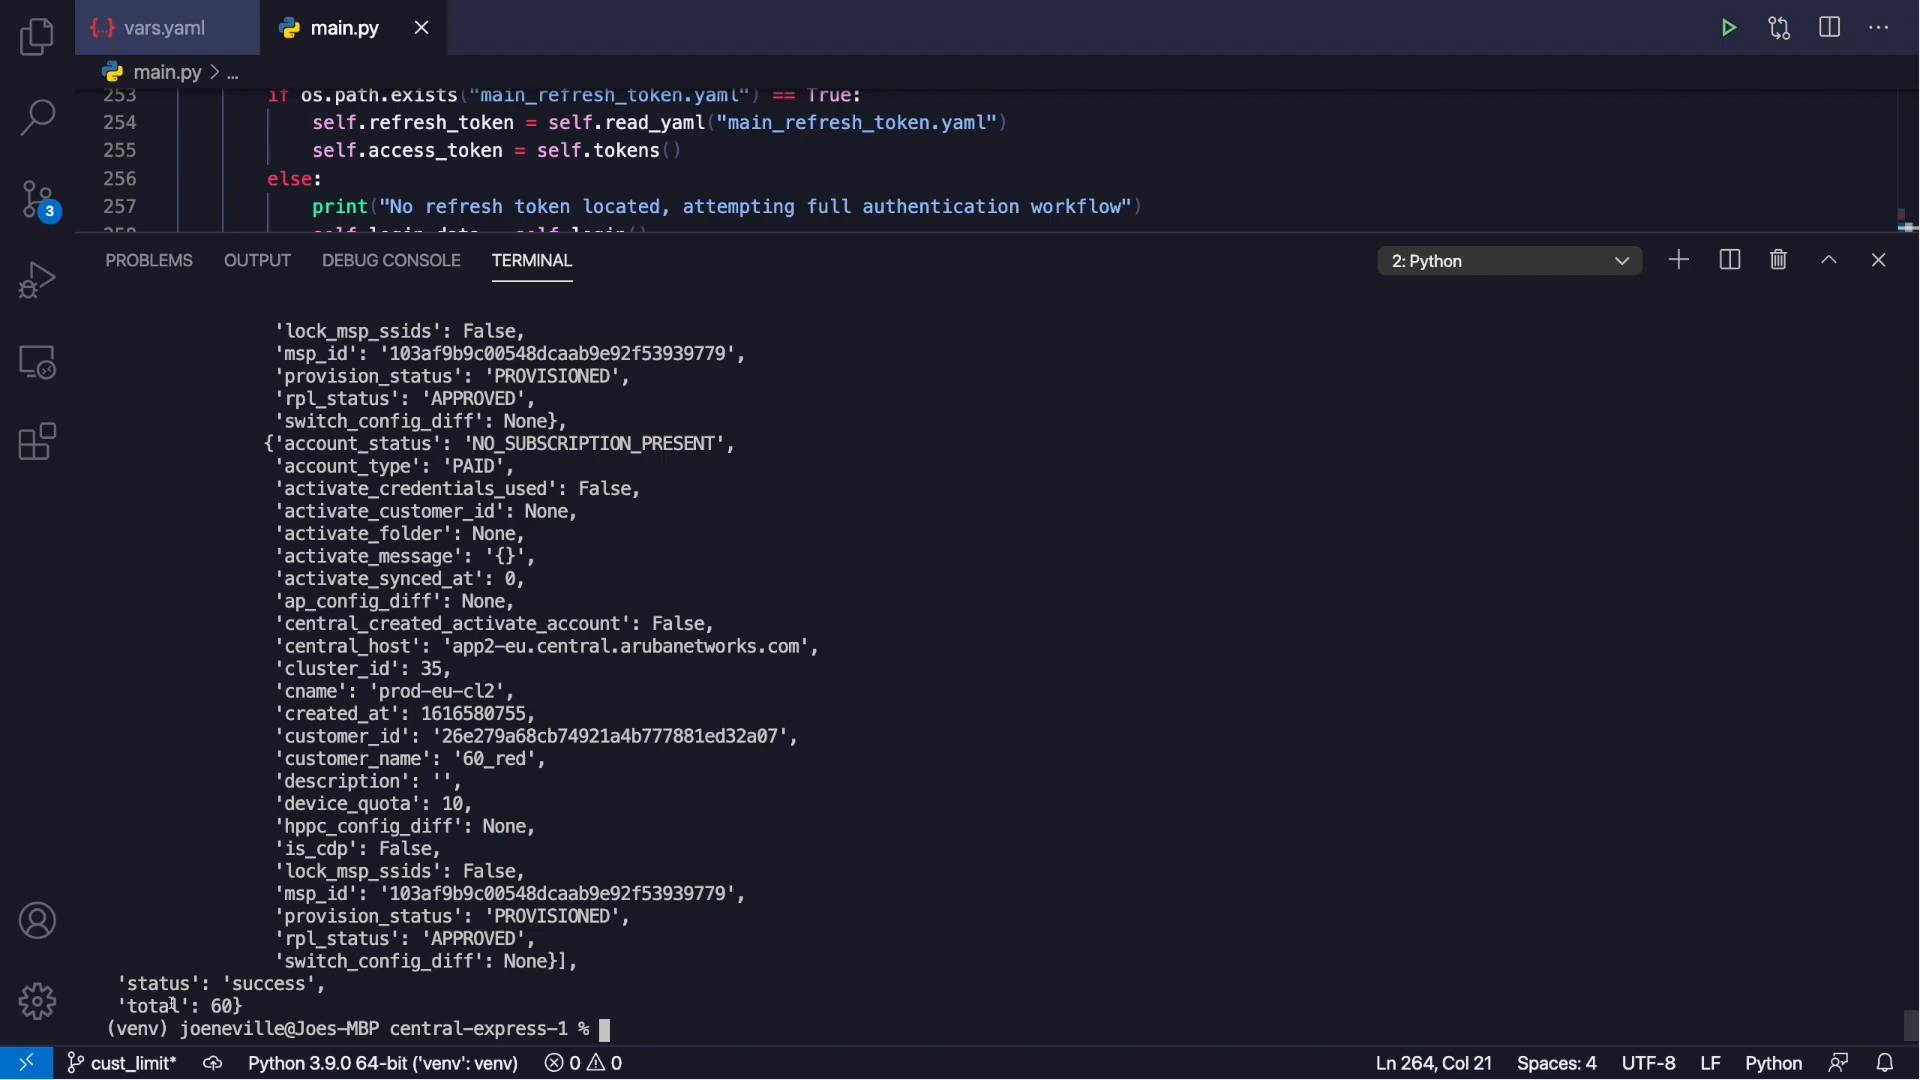 vars.yaml
main.py
main.py > ...
253 if os.path.exists("main_refresh_token.yaml") == True:
254 self.refresh_token = self.read_yaml("main_refresh_token.yaml")
255 self.access_token = self.tokens()
256 else:
257 print("No refresh token located, attempting full authentication workflow")
258 self.login_data = self.login()
3
PROBLEMS OUTPUT DEBUG CONSOLE TERMINAL 2: Python
'lock_msp_ssids': False,
'msp_id': '103af9b9c00548dcaab9e92f53939779',
'provision_status': 'PROVISIONED',
'rpl_status': 'APPROVED',
'switch_config_diff': None},
{'account_status': 'NO_SUBSCRIPTION_PRESENT',
'account_type': 'PAID',
'activate_credentials_used': False,
'activate_customer_id': None,
'activate_folder': None,
'activate_message': '{}',
'activate_synced_at': 0,
'ap_config_diff': None,
'central_created_activate_account': False,
'central_host': 'app2-eu.central.arubanetworks.com',
'cluster_id': 35,
'cname': 'prod-eu-cl2',
'created_at': 1616580755,
'customer_id': '26e279a68cb74921a4b777881ed32a07',
'customer_name': '60_red',
'description': '',
'device_quota': 10,
'hppc_config_diff': None,
'is_cdp': False,
'lock_msp_ssids': False,
'msp_id': '103af9b9c00548dcaab9e92f53939779',
'provision_status': 'PROVISIONED',
'rpl_status': 'APPROVED',
'switch_config_diff': None}],
'status': 'success',
'total': 60}
(venv) joeneville@Joes-MBP central-express-1 %
cust_limit* Python 3.9.0 64-bit ('venv': venv) 0 0 Ln 264, Col 21 Spaces: 4 UTF-8 LF Python